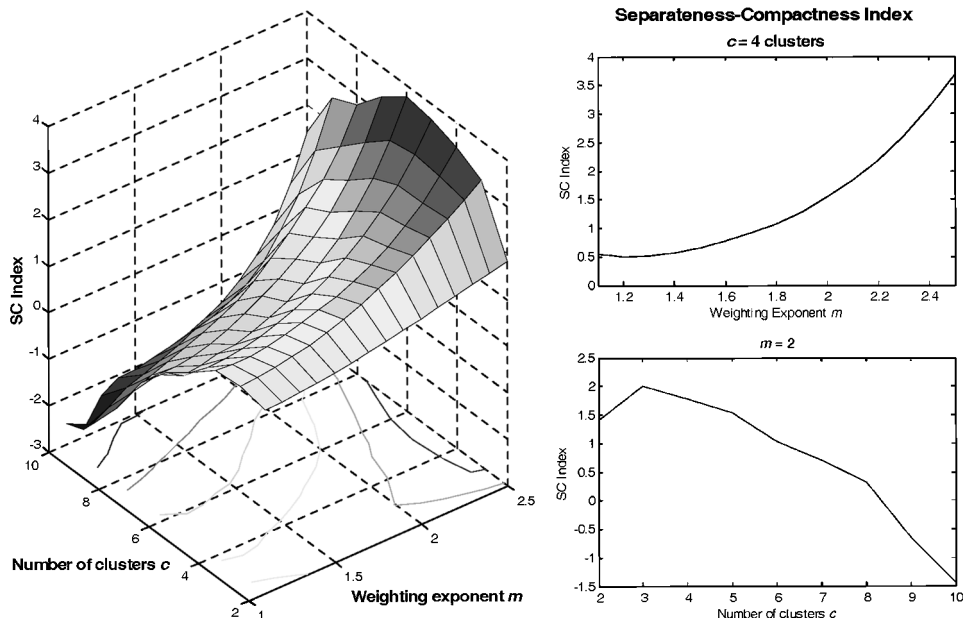 4
3
2
1
0
-1
-2
-3
SC Index
10
8
6
4
2
Number of clusters c
1
1.5
2
2.5
Weighting exponent m
Separateness-Compactness Index
c = 4 clusters
4
3.5
3
2.5
2
1.5
1
0.5
0
SC Index
1.2 1.4 1.6 1.8 2 2.2 2.4
Weighting Exponent m
m = 2
2.5
2
1.5
1
0.5
0
-0.5
-1
-1.5
SC Index
2 3 4 5 6 7 8 9 10
Number of clusters c